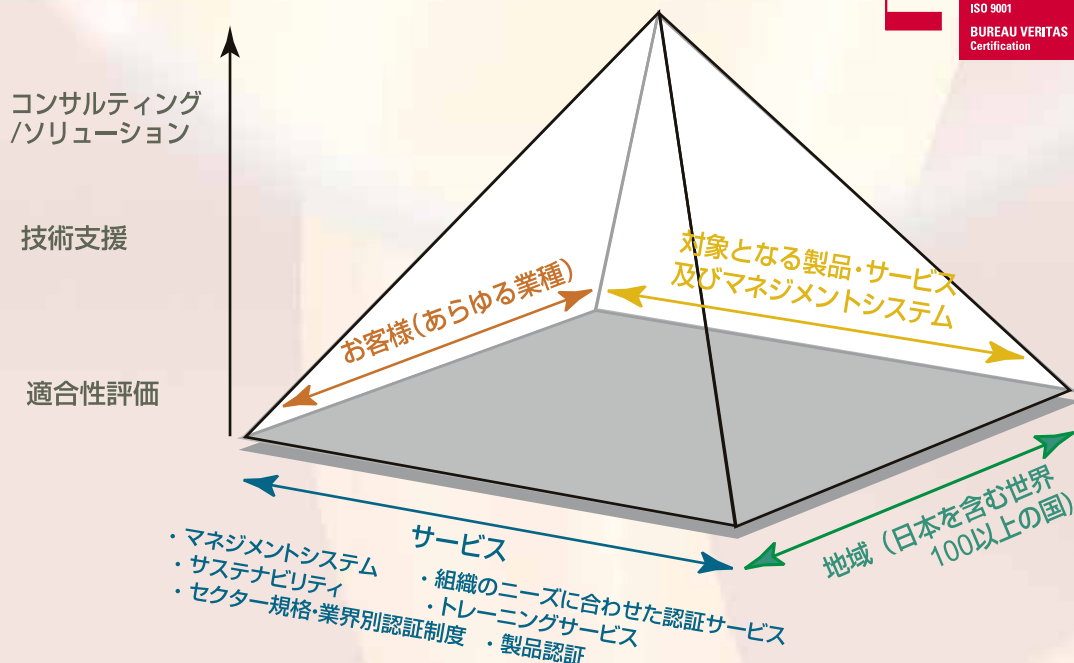 ISO 9001
BUREAU VERITAS
Certification
コンサルティング
/ソリューション
技術支援
適合性評価
お客様(あらゆる業種)
対象となる製品・サービス
及びマネジメントシステム
地域(日本を含む世界
100以上の国)
サービス
・マネジメントシステム
・サステナビリティ
・セクター規格・業界別認証制度
・組織のニーズに合わせた認証サービス
・トレーニングサービス
・製品認証